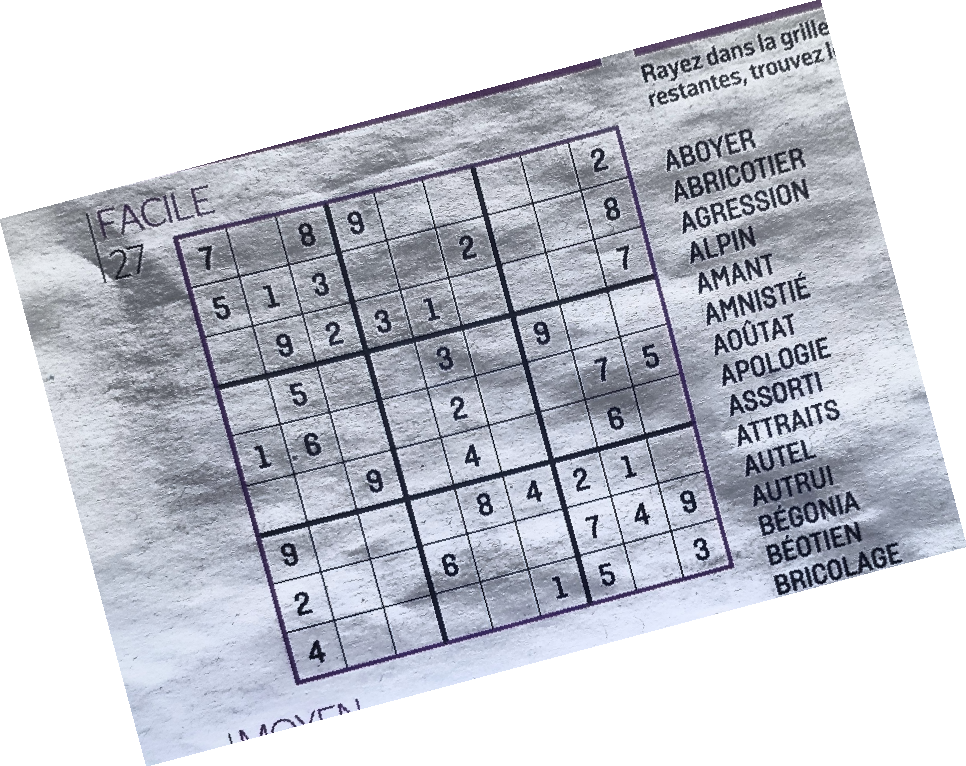 Rayez dans la grille
restantes, trouvez
FACILE
27
7 8 9 2
5 1 3 2 8
9 2 3 1 7
5 3 9
1 6 2 7 5
9 4 6
9 8 4 2 1
2 6 7 4 9
4 1 5 3
MOYEN
ABOYER
ABRICOTIER
AGRESSION
ALPIN
AMANT
AMNISTIÉ
AOÛTAT
APOLOGIE
ASSORTI
ATTRAITS
AUTEL
AUTRUI
BÉGONIA
BÉOTIEN
BRICOLAGE